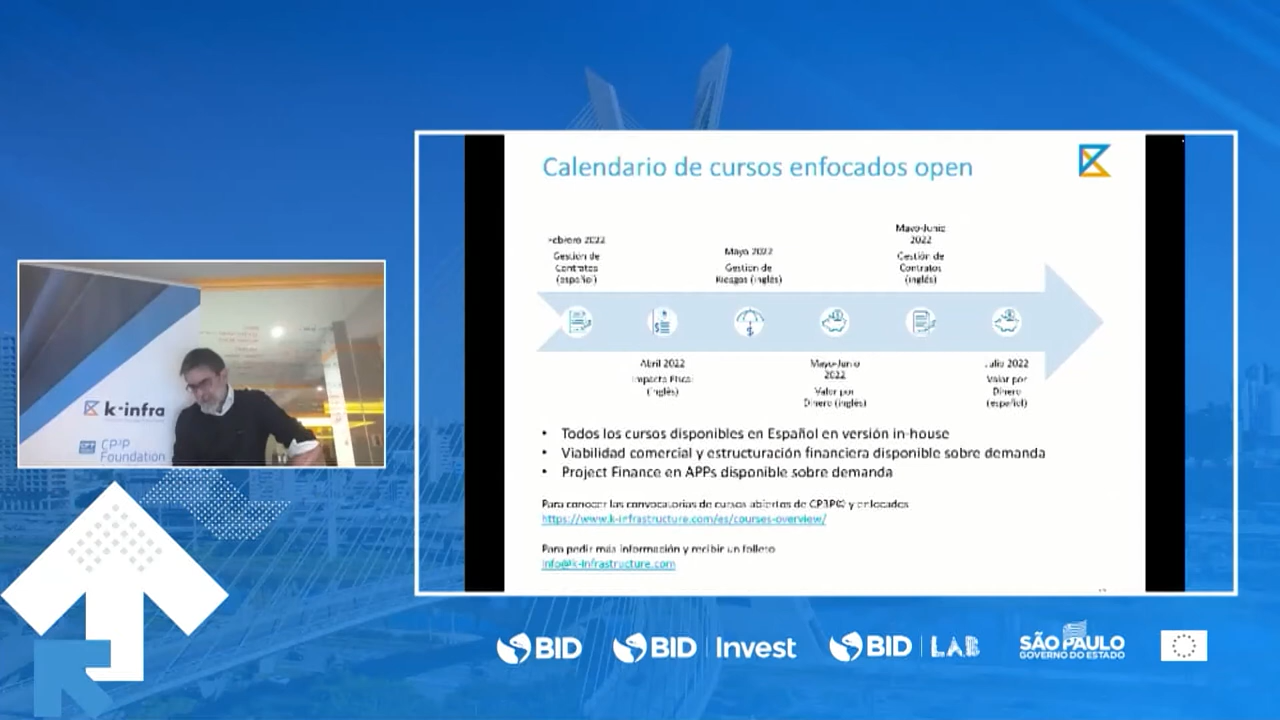 Calendario de cursos enfocados open
Febrero 2022
Gestión de
Contratos
(español)
Mayo 2022
Gestion de
Riesgos (inglés)
Mayo-Junio
2022
Gestión de
Contratos
(inglés)
Abril 2022
Impacto Fiscal
(inglés)
Mayo-Junio
2022
Valor por
Dinero (inglés)
Julio 2022
Valor por
Dinero
(español)
• Todos los cursos disponibles en Español en versión in-house
• Viabilidad comercial y estructuración financiera disponible sobre demanda
• Project Finance en APPs disponible sobre demanda
Para conocer las convocatorias de cursos abiertos de CP3P© y enfocados
https://www.k-infrastructure.com/es/courses-overview/
Para pedir más información y recibir un folleto
info@k-infrastructure.com
k-infra
CP3P
Foundation
BID
BID Invest
BID LAB
SÃO PAULO
GOVERNO DO ESTADO